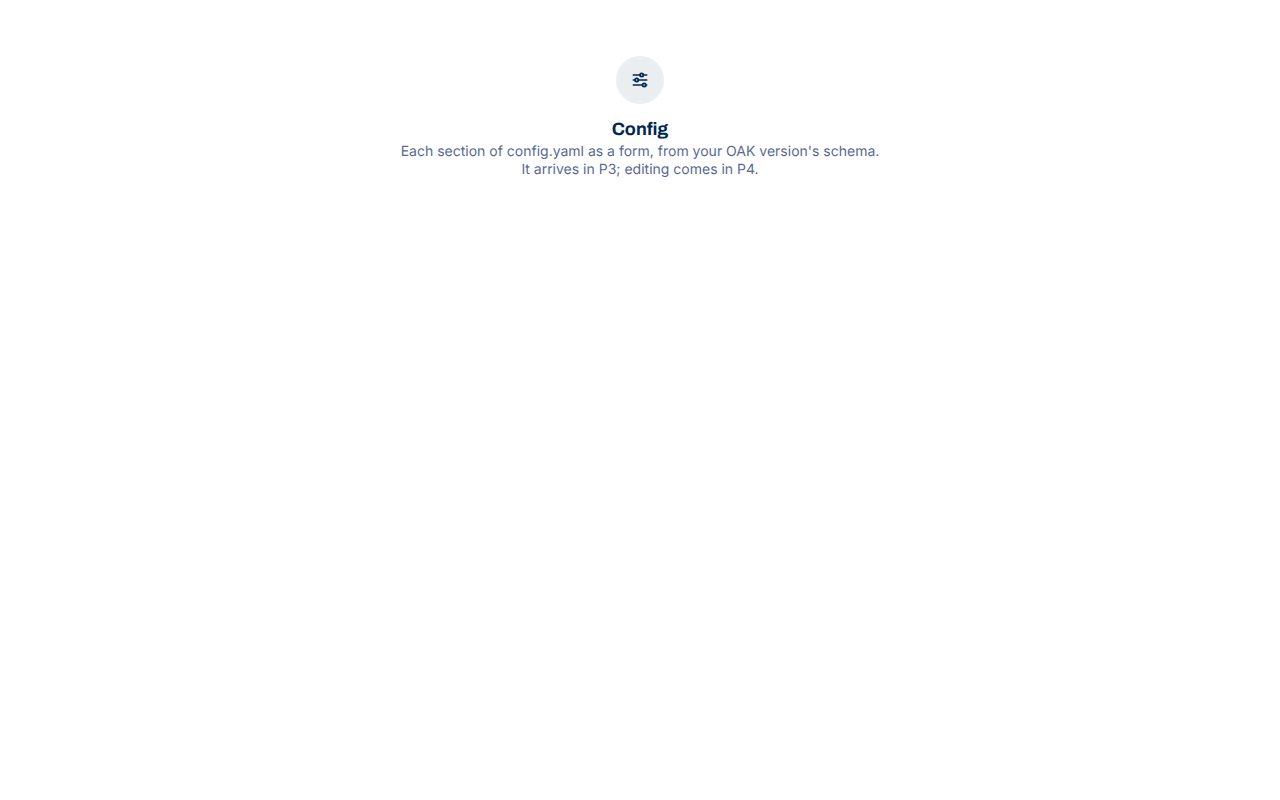 Config
Each section of config.yaml as a form, from your OAK version's schema.
It arrives in P3; editing comes in P4.